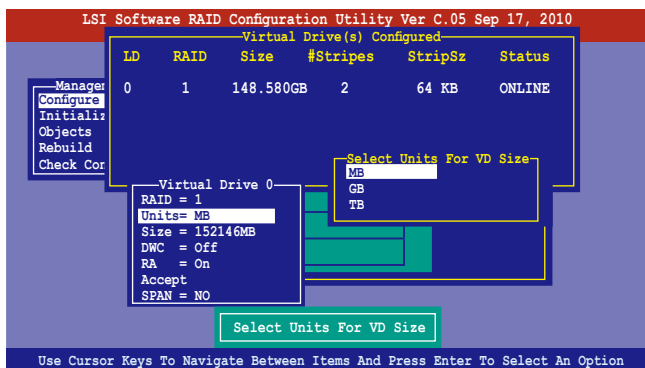 LSI Software RAID Configuration Utility Ver C.05 Sep 17, 2010
Virtual Drive(s) Configured
LD RAID Size #Stripes StripSz Status
0 1 148.580GB 2 64 KB ONLINE
Configure
Objects
Rebuild
Check
Select Units For VD Size
MB
GB
TB
Virtual Drive 0
RAID = 1
Units= MB
Size = 152146MB
DWC = Off
RA = On
Accept
SPAN = NO
Select Units For VD Size
Use Cursor Keys To Navigate Between Items And Press Enter To Select An Option